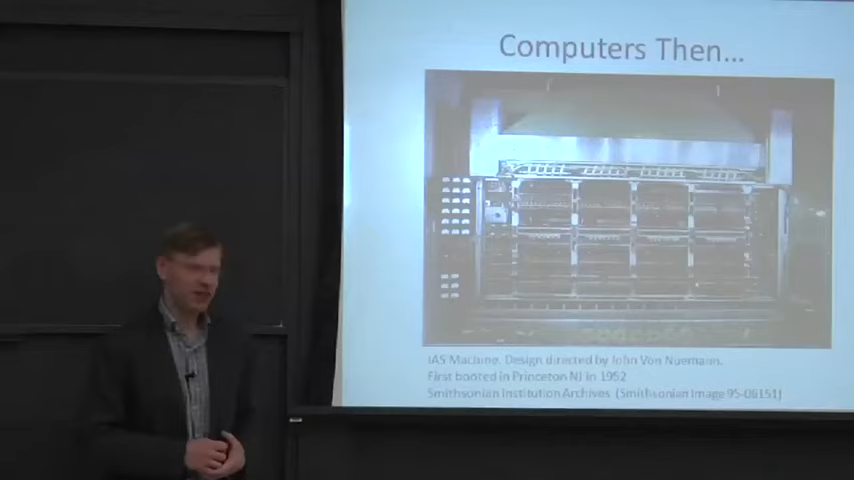 Computers Then...
IAS Machine. Design directed by John Von Nuemann.
First booted in Princeton NJ in 1952
Smithsonian Institution Archives (Smithsonian Image 95-06151)